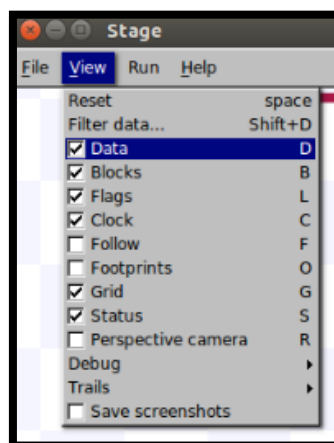 Stage
File View Run Help
Reset space
Filter data... Shift+D
Data D
Blocks B
Flags L
Clock C
Follow F
Footprints O
Grid G
Status S
Perspective camera R
Debug
Trails
Save screenshots